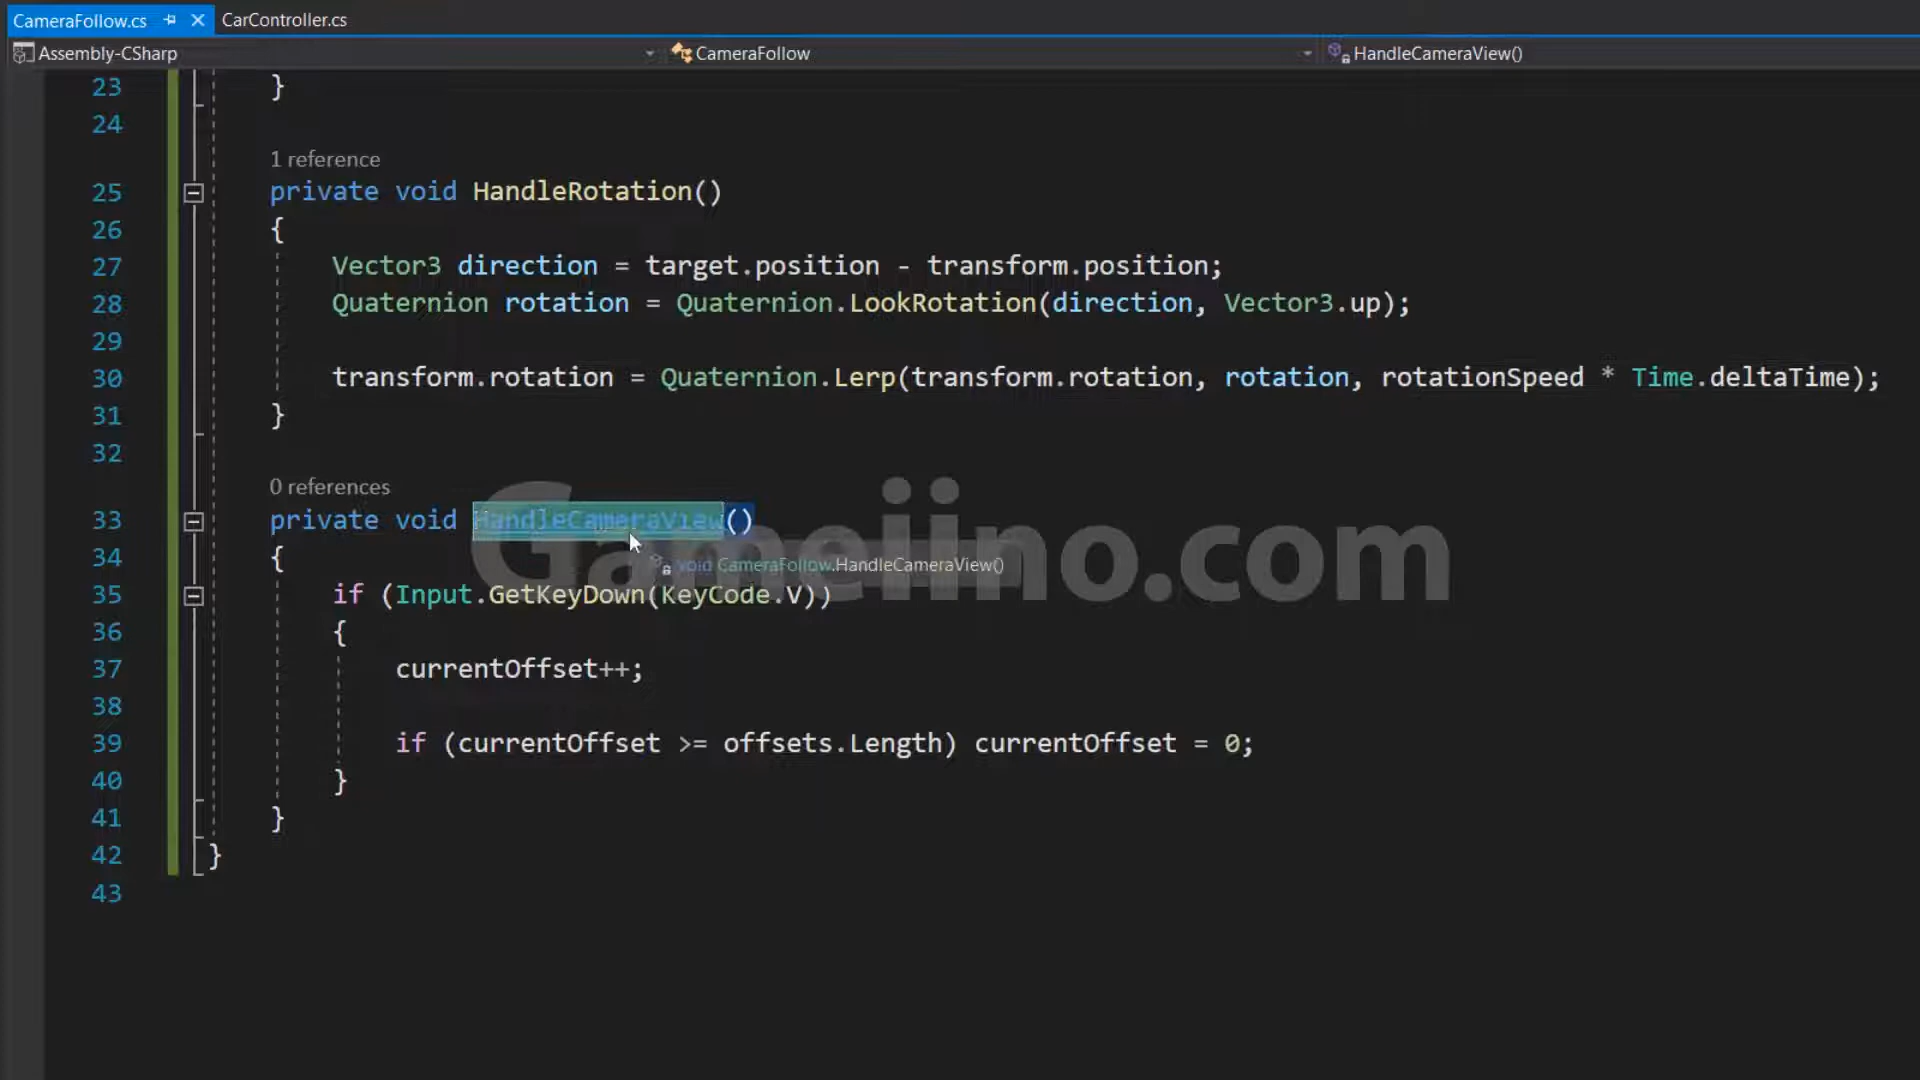 CameraFollow.cs
CarController.cs
Assembly-CSharp
CameraFollow
HandleCameraView()
23 }
24
1 reference
25 private void HandleRotation()
26 {
27 Vector3 direction = target.position - transform.position;
28 Quaternion rotation = Quaternion.LookRotation(direction, Vector3.up);
29
30 transform.rotation = Quaternion.Lerp(transform.rotation, rotation, rotationSpeed * Time.deltaTime);
31 }
32
0 references
33 private void HandleCameraView()
34 {
void CameraFollow.HandleCameraView()
Gameiino.com
35 if (Input.GetKeyDown(KeyCode.V))
36 {
37 currentOffset++;
38
39 if (currentOffset >= offsets.Length) currentOffset = 0;
40 }
41 }
42 }
43